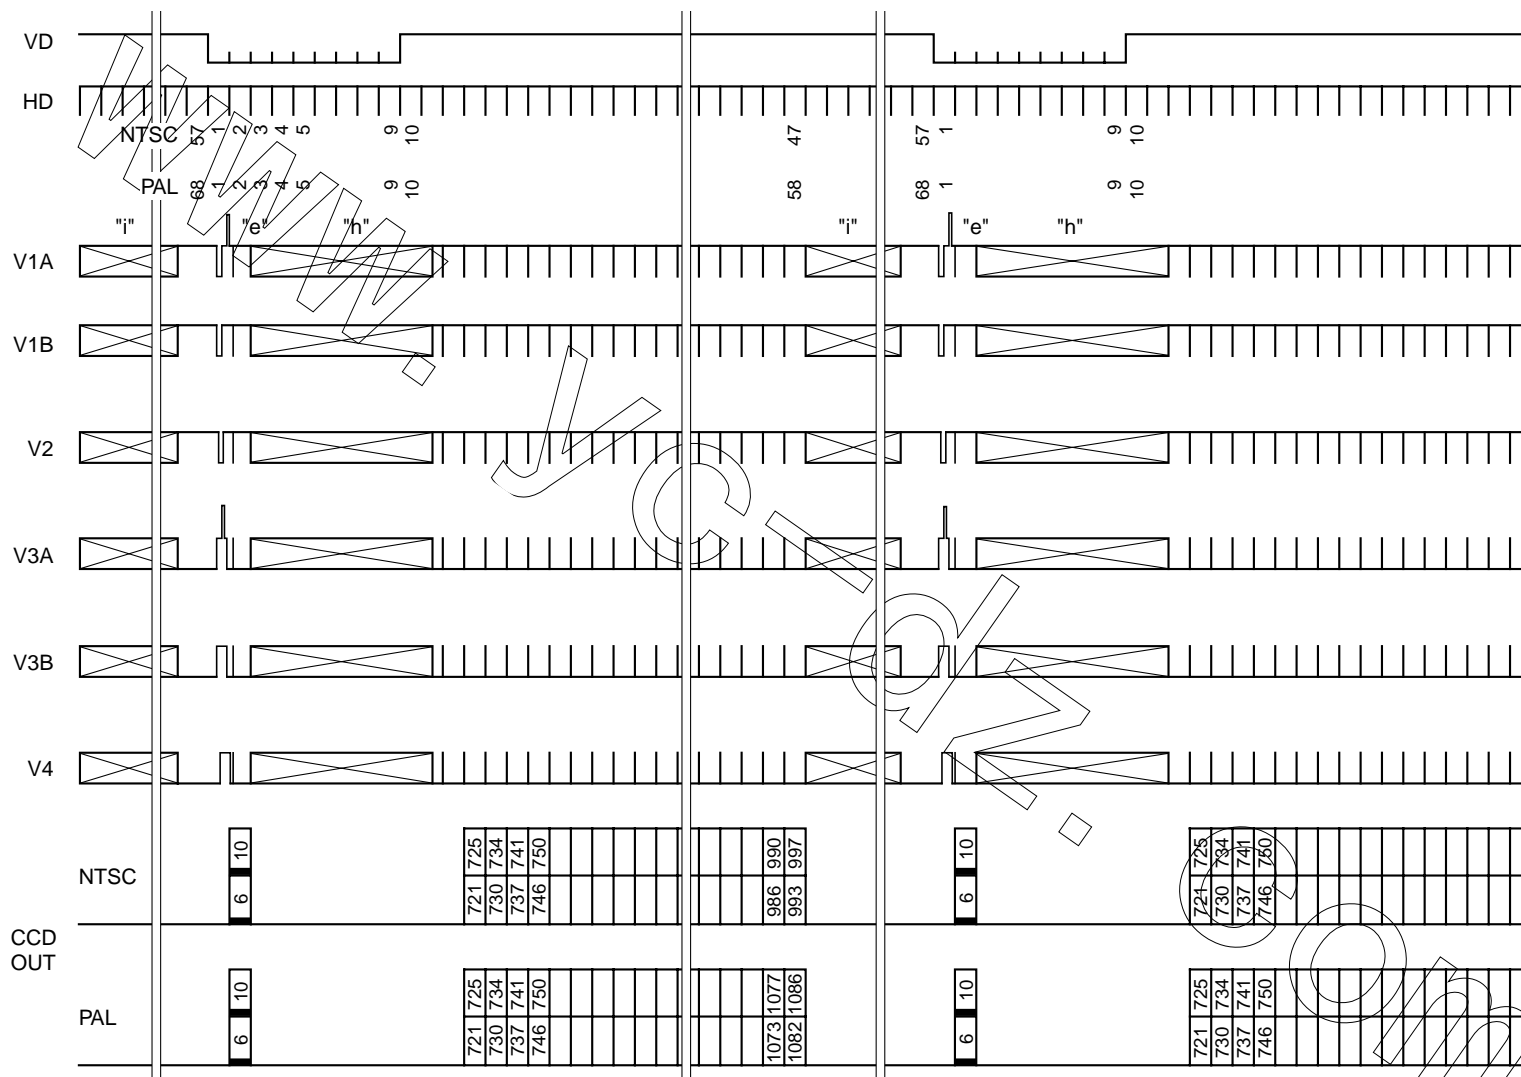 VD
HD
NTSC 57 1 2 3 4 5 9 10 47 57 1 9 10
PAL 68 1 2 3 4 5 9 10 58 68 1 9 10
"i" "e" "h" "i" "e" "h"
V1A
V1B
V2
V3A
V3B
V4
10 725 734 741 750 990 997 10 725 734 741 750
NTSC
6 721 730 737 746 986 993 6 721 730 737 746
CCD
OUT
10 725 734 741 750 1077 1086 10 725 734 741 750
PAL
6 721 730 737 746 1073 1082 6 721 730 737 746
www.yc-dz.com